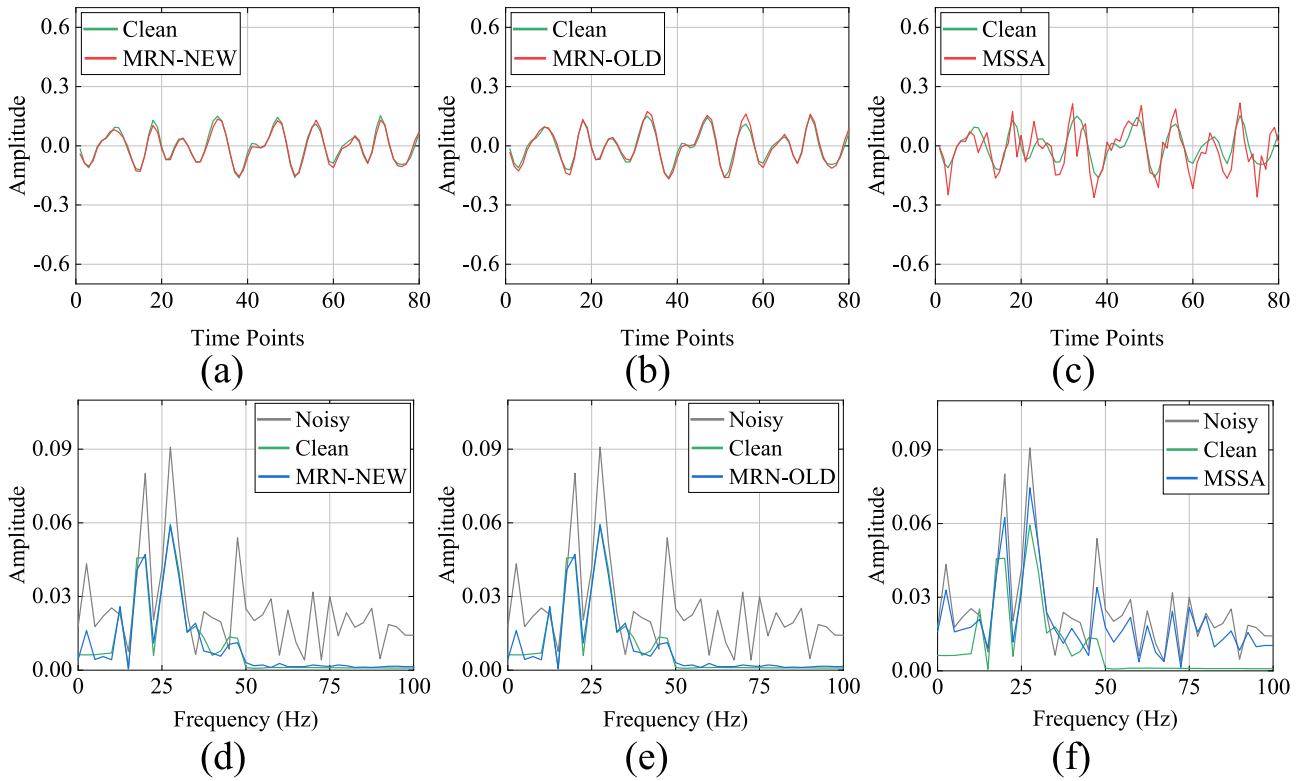 0.6
0.3
0.0
-0.3
-0.6
Amplitude
0
20
40
60
80
Time Points
Clean
MRN-NEW
(a)
0.6
0.3
0.0
-0.3
-0.6
Amplitude
0
20
40
60
80
Time Points
Clean
MRN-OLD
(b)
0.6
0.3
0.0
-0.3
-0.6
Amplitude
0
20
40
60
80
Time Points
Clean
MSSA
(c)
0.09
0.06
0.03
0.00
Amplitude
0
25
50
75
100
Frequency (Hz)
Noisy
Clean
MRN-NEW
(d)
0.09
0.06
0.03
0.00
Amplitude
0
25
50
75
100
Frequency (Hz)
Noisy
Clean
MRN-OLD
(e)
0.09
0.06
0.03
0.00
Amplitude
0
25
50
75
100
Frequency (Hz)
Noisy
Clean
MSSA
(f)